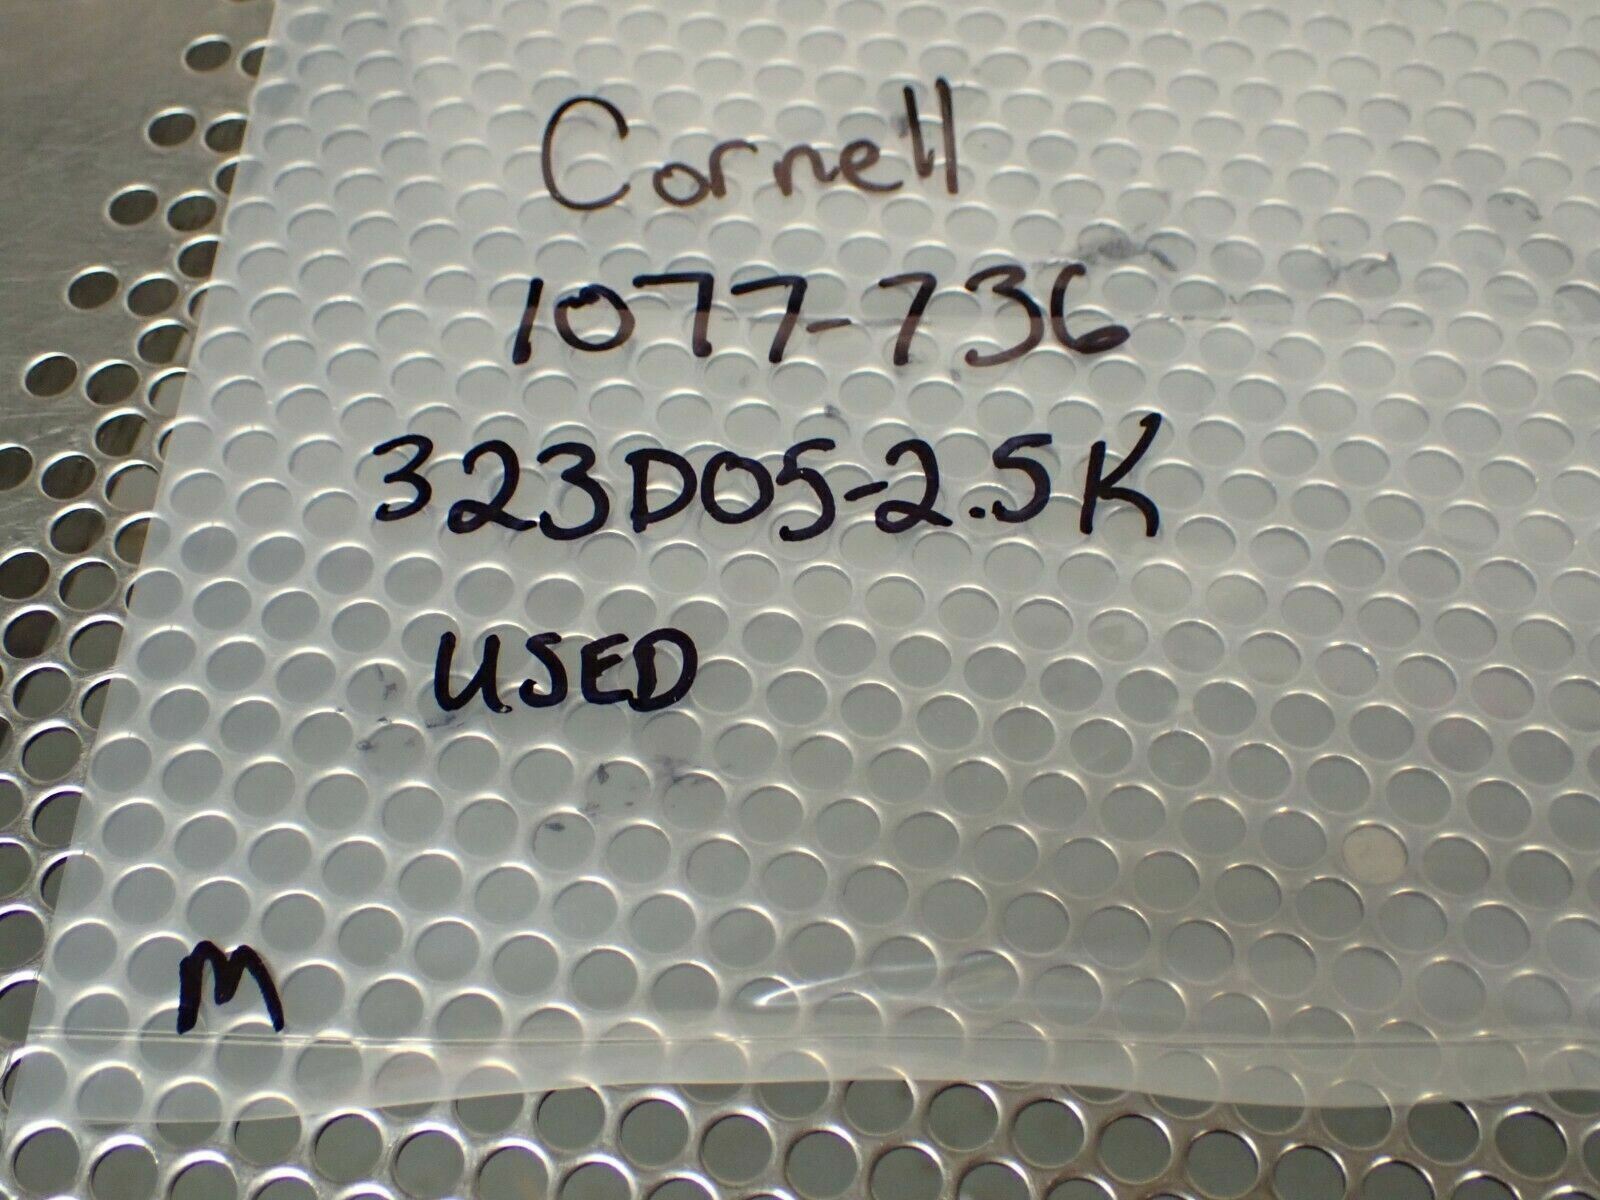 Cornell
1077-736
323D05-2.5K
USED
M